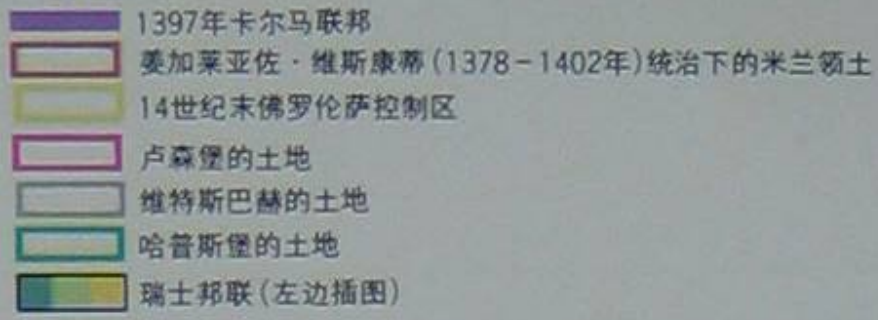 1397年卡尔马联邦
姜加莱亚佐·维斯康蒂(1378-1402年)统治下的米兰领土
14世纪末佛罗伦萨控制区
卢森堡的土地
维特斯巴赫的土地
哈普斯堡的土地
瑞士邦联(左边插图)